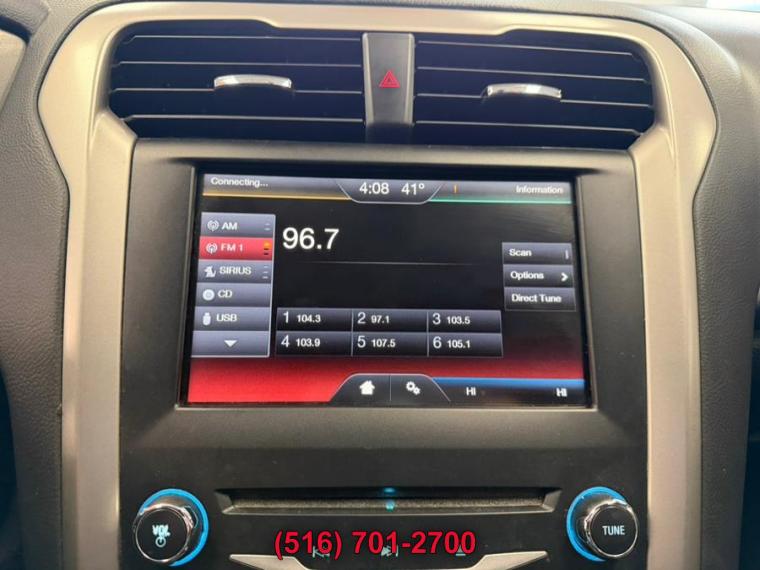 Connecting...
4:08 41° !
Information
AM
FM 1
SIRIUS
CD
USB
96.7
Scan
Options
Direct Tune
1 104.3 2 97.1 3 103.5
4 103.9 5 107.5 6 105.1
HI HI
VOL
TUNE
(516) 701-2700